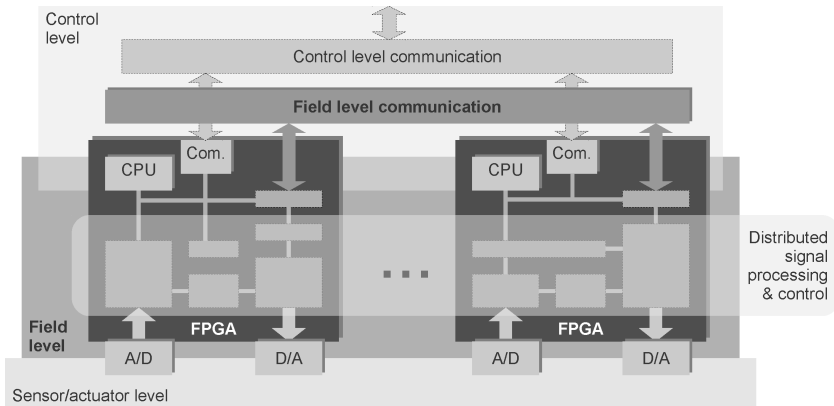 Control
level
Control level communication
Field level communication
CPU
Com.
CPU
Com.
Distributed
signal
processing
& control
...
Field
level
FPGA
FPGA
A/D
D/A
A/D
D/A
Sensor/actuator level